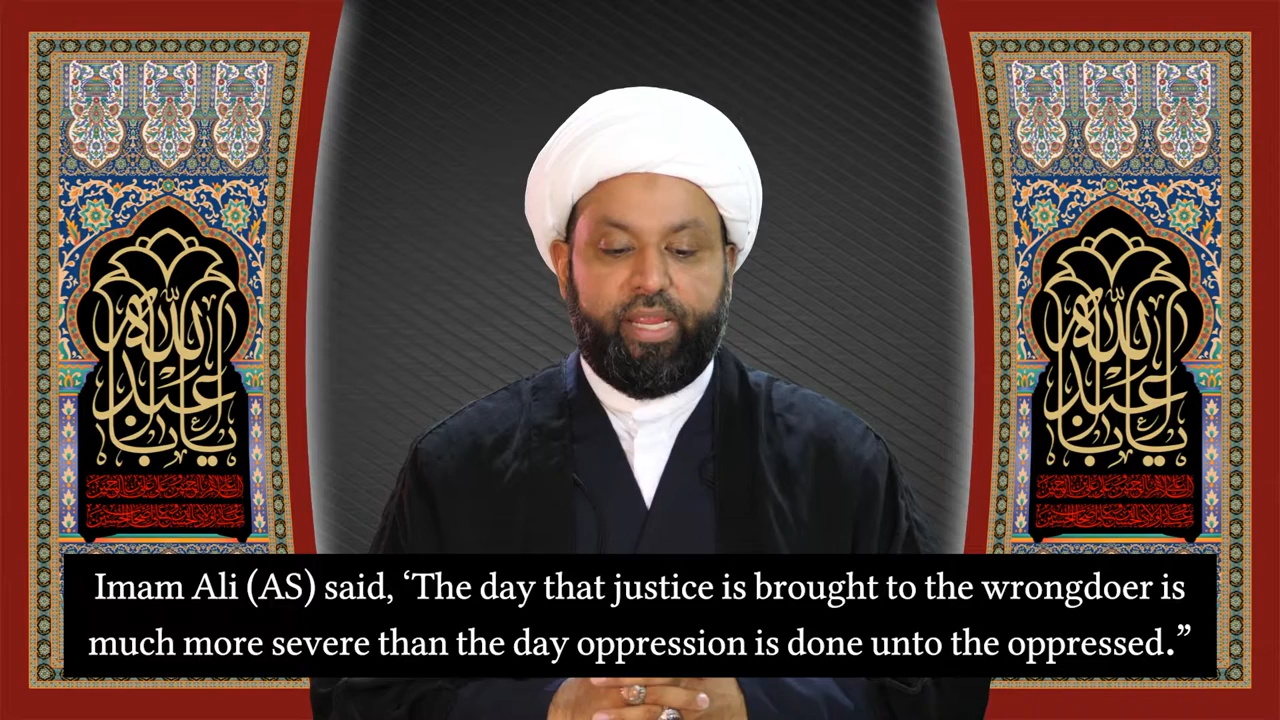 Imam Ali (AS) said, ‘The day that justice is brought to the wrongdoer is
much more severe than the day oppression is done unto the oppressed.”
يا أبا عبد الله
يا أبا عبد الله